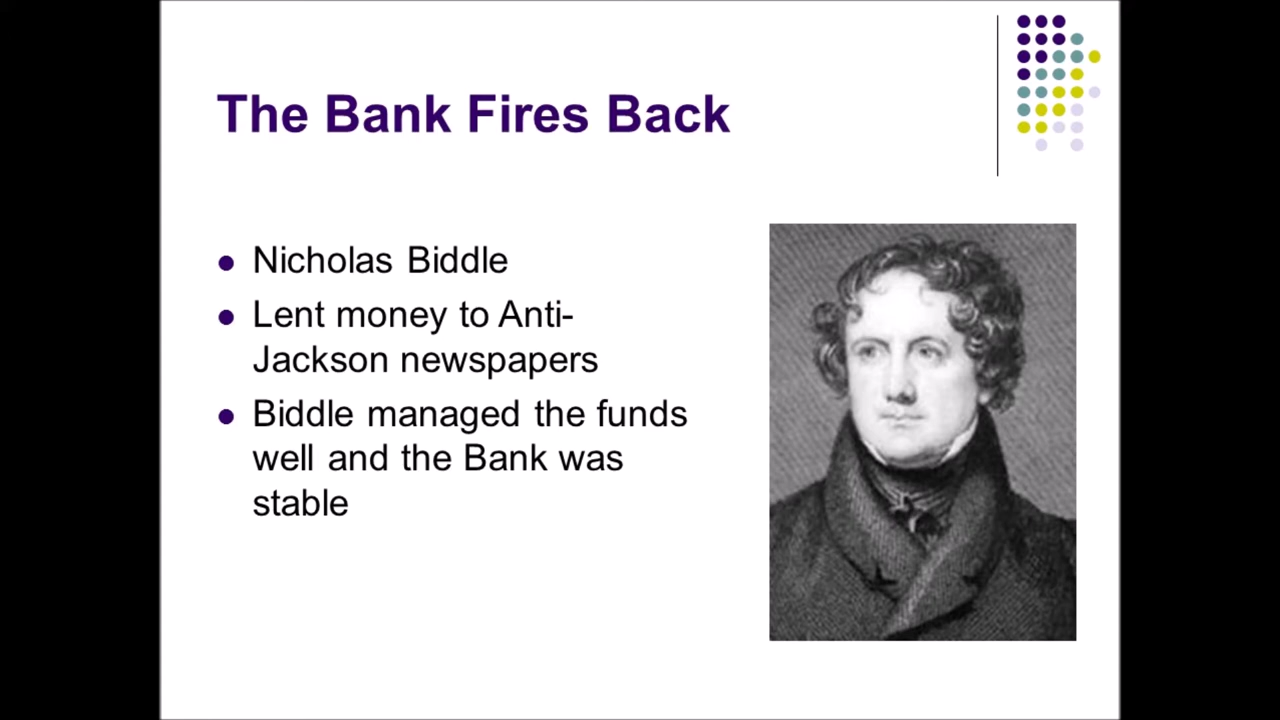 The Bank Fires Back
Nicholas Biddle
Lent money to Anti-
Jackson newspapers
Biddle managed the funds
well and the Bank was
stable